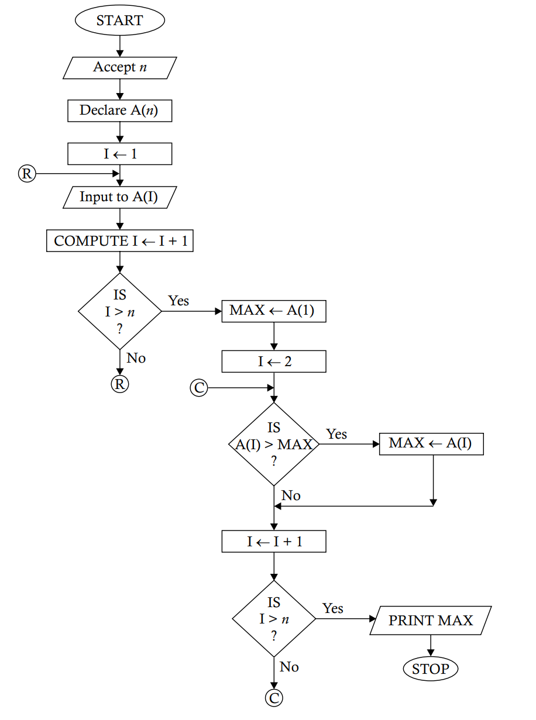 START
Accept n
Declare A(n)
I ← 1
R
Input to A(I)
COMPUTE I ← I + 1
IS
I > n
?
Yes
No
R
MAX ← A(1)
I ← 2
C
IS
A(I) > MAX
?
Yes
MAX ← A(I)
No
I ← I + 1
IS
I > n
?
Yes
PRINT MAX
STOP
No
C